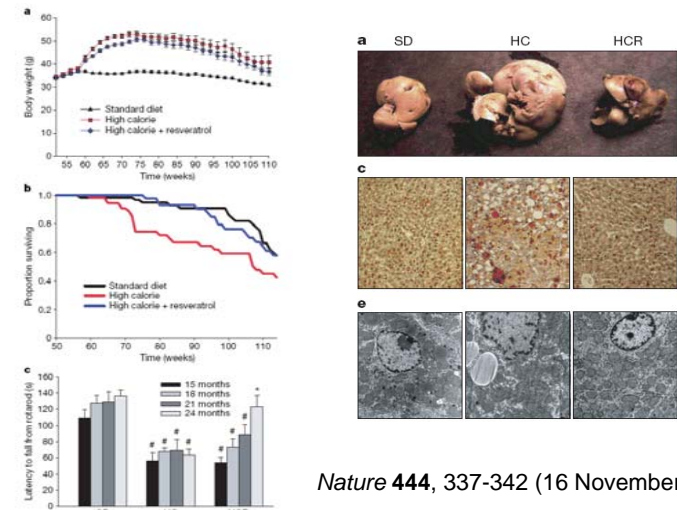 a
60
50
40
30
20
10
0
Body weight (g)
Standard diet
High calorie
High calorie + resveratrol
55 60 65 70 75 80 85 90 95 100 105 110
Time (weeks)
b
1.0
0.8
0.6
0.4
0.2
0
Proportion surviving
Standard diet
High calorie
High calorie + resveratrol
50 60 70 80 90 100 110
Time (weeks)
c
160
140
120
100
80
60
40
20
0
Latency to fall from rotarod (s)
15 months
18 months
21 months
24 months
# # # #
# # # *
a SD HC HCR
c
e
Nature 444, 337-342 (16 November